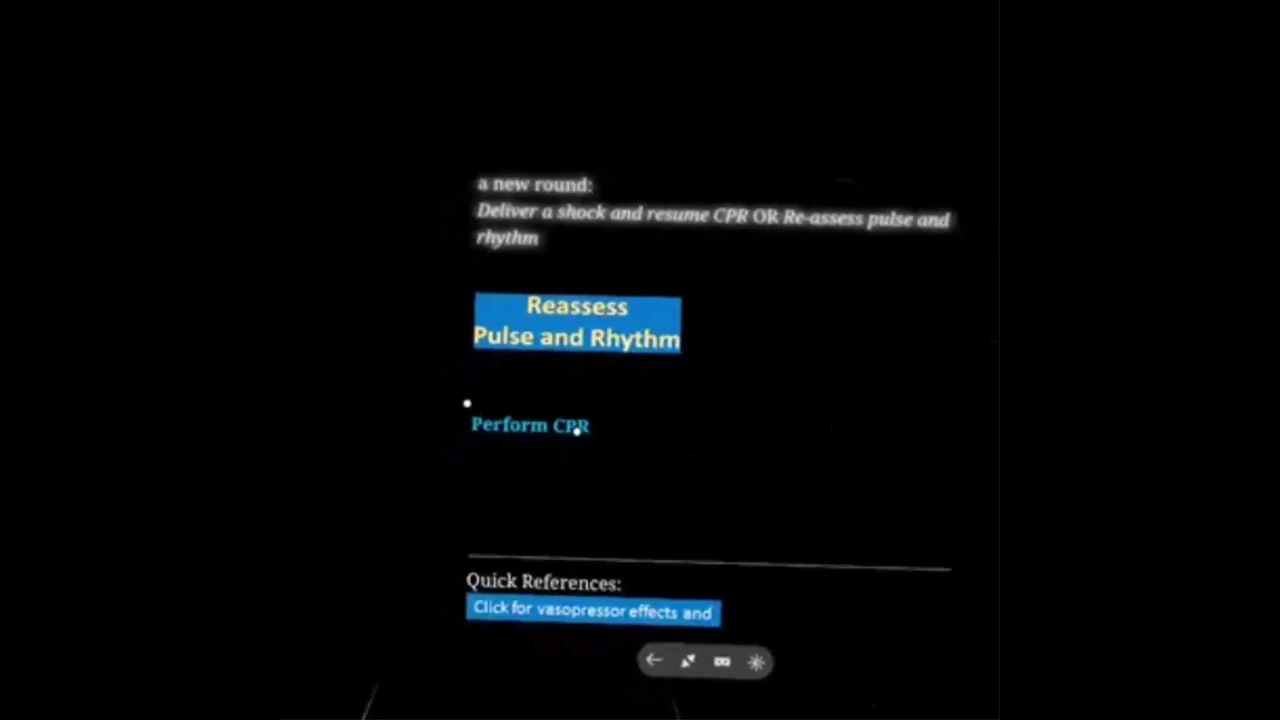 a new round:
Deliver a shock and resume CPR OR Re-assess pulse and
rhythm
Reassess
Pulse and Rhythm
Perform CPR
Quick References:
Click for vasopressor effects and